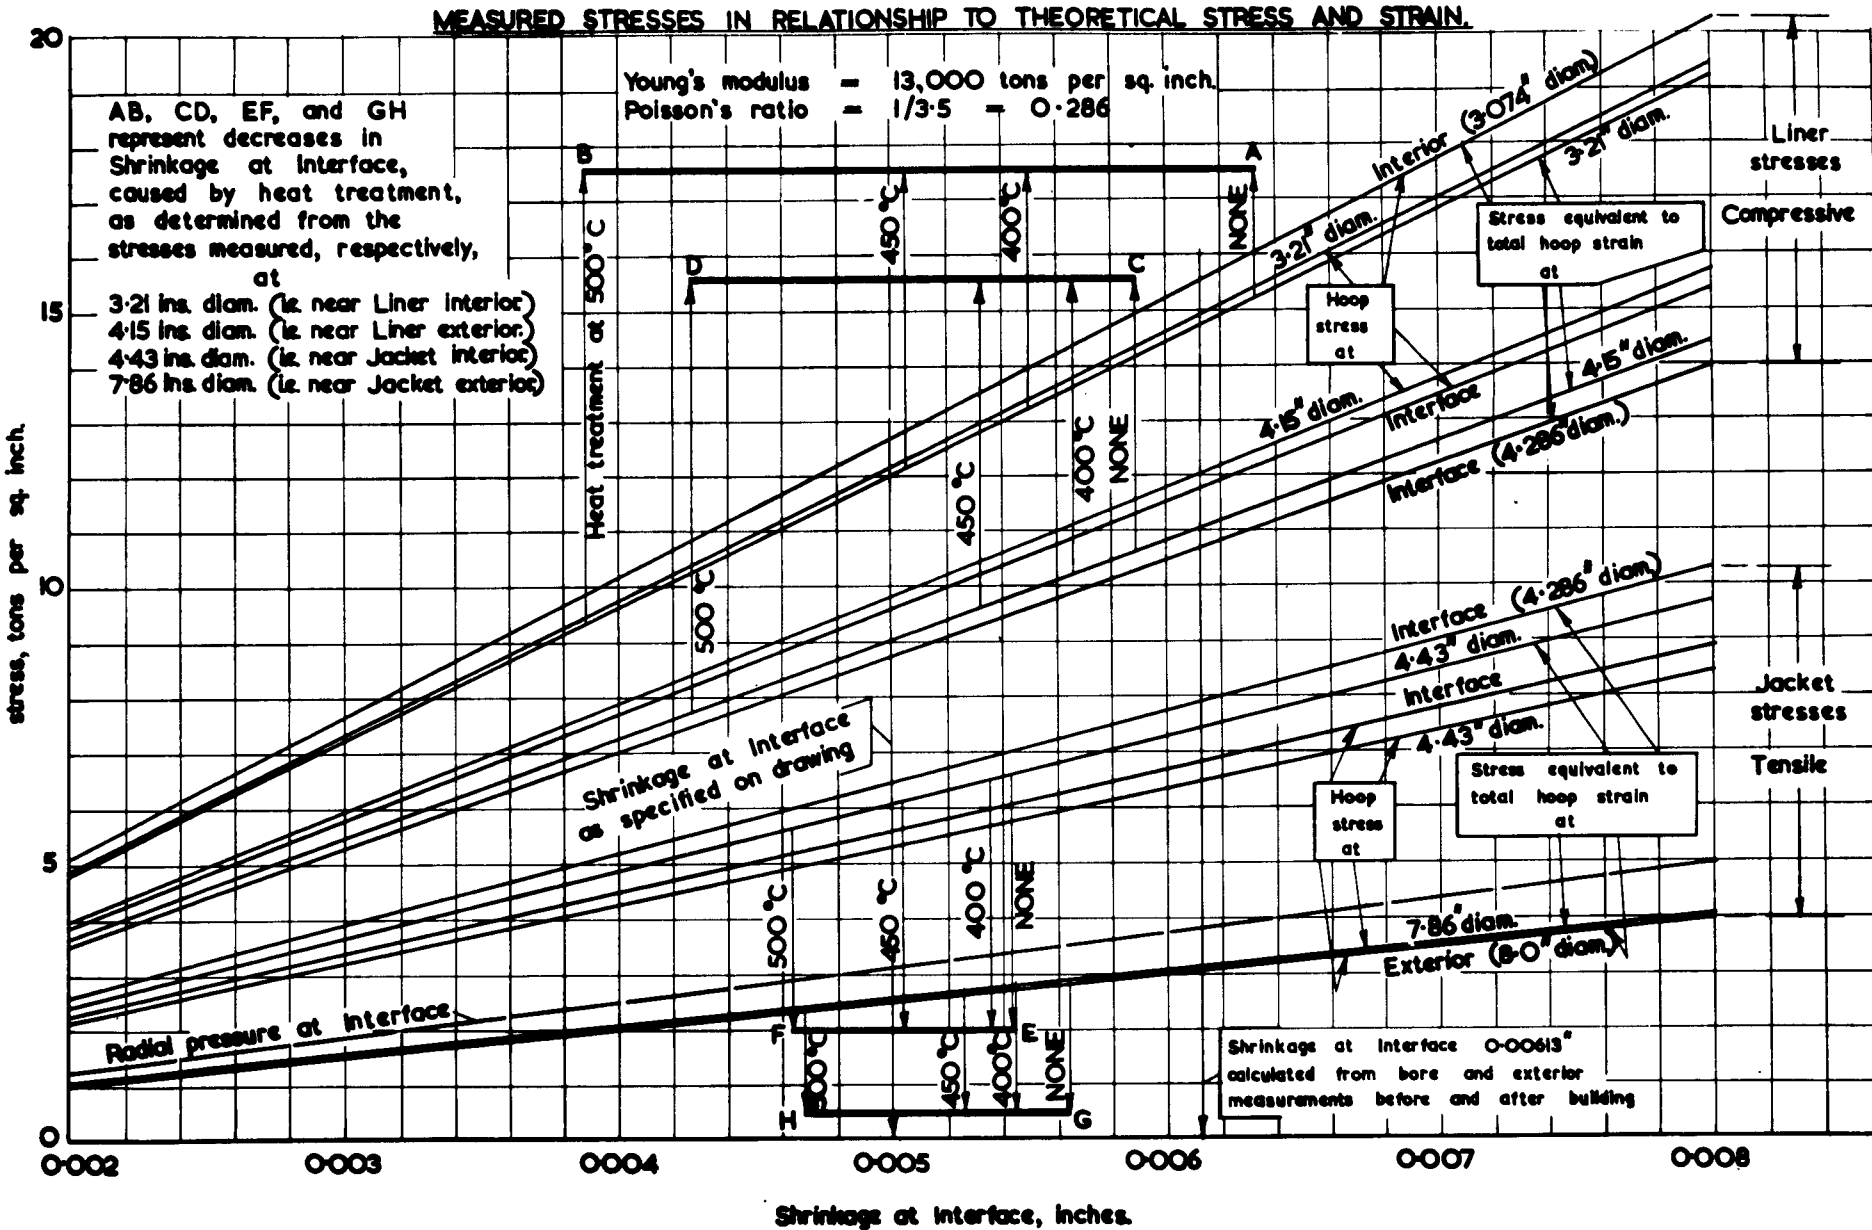 MEASURED STRESSES IN RELATIONSHIP TO THEORETICAL STRESS AND STRAIN.
Young's modulus = 13,000 tons per sq. inch.
Poisson's ratio = 1/3·5 = 0·286
AB, CD, EF, and GH
represent decreases in
Shrinkage at Interface,
caused by heat treatment,
as determined from the
stresses measured, respectively,
at
3·21 ins. diam. (ie. near Liner interior.)
4·15 ins. diam. (ie. near Liner exterior.)
4·43 ins. diam. (ie. near Jacket interior.)
7·86 ins. diam. (ie. near Jacket exterior.)
20
15
10
5
0
stress, tons per sq. inch.
B
A
Heat treatment at 500°C
450°C
400°C
NONE
D
C
500°C
450°C
400°C
NONE
Interior (3·074" diam.)
3·21" diam.
3·21" diam.
Liner
stresses
Compressive
Stress equivalent to
total hoop strain
at
Hoop
stress
at
4·15" diam.
Interface
4·15" diam.
Interface (4·286" diam.)
Interface (4·286" diam.)
4·43" diam.
Interface
4·43" diam.
Jacket
stresses
Tensile
Stress equivalent to
total hoop strain
at
Hoop
stress
at
Shrinkage at Interface
as specified on drawing
500°C
450°C
400°C
NONE
7·86" diam.
Exterior (8·0" diam.)
Radial pressure at Interface
F
E
500°C
450°C
400°C
NONE
H
G
Shrinkage at Interface 0·00613"
calculated from bore and exterior
measurements before and after building
0·002
0·003
0·004
0·005
0·006
0·007
0·008
Shrinkage at Interface, inches.